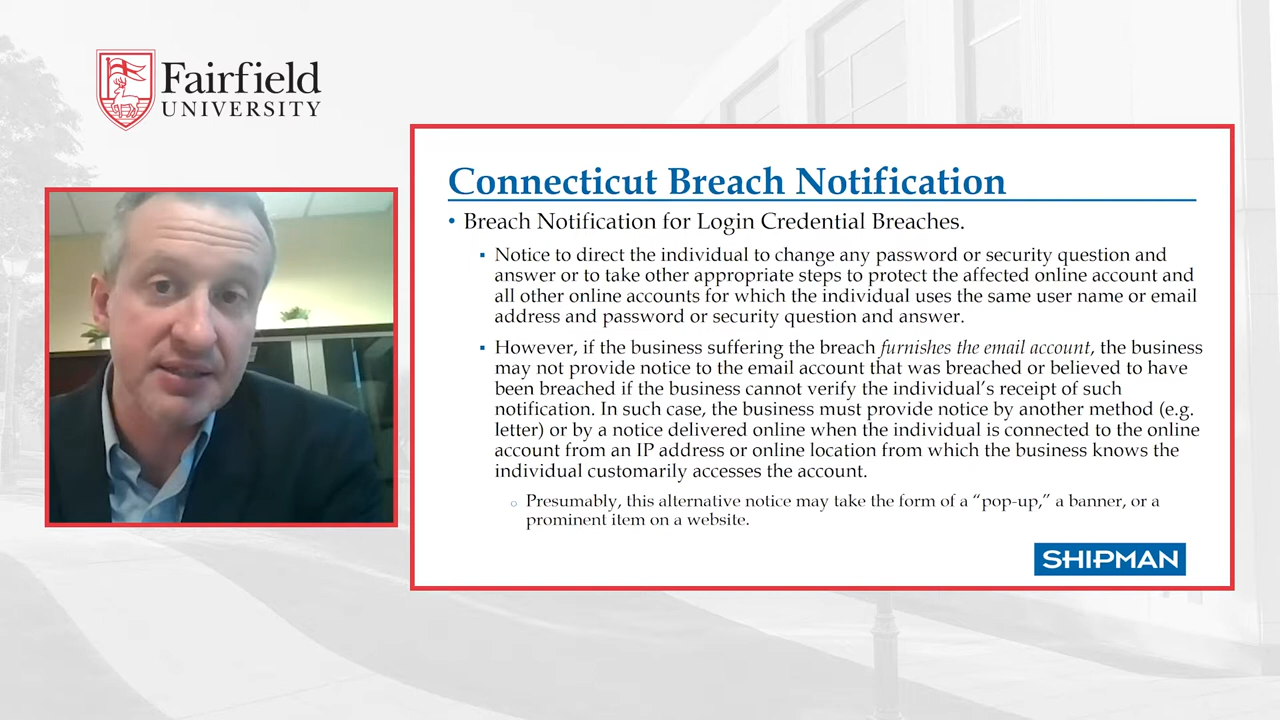 Fairfield
UNIVERSITY
Connecticut Breach Notification
• Breach Notification for Login Credential Breaches.
▪ Notice to direct the individual to change any password or security question and
answer or to take other appropriate steps to protect the affected online account and
all other online accounts for which the individual uses the same user name or email
address and password or security question and answer.
▪ However, if the business suffering the breach furnishes the email account, the business
may not provide notice to the email account that was breached or believed to have
been breached if the business cannot verify the individual's receipt of such
notification. In such case, the business must provide notice by another method (e.g.
letter) or by a notice delivered online when the individual is connected to the online
account from an IP address or online location from which the business knows the
individual customarily accesses the account.
○ Presumably, this alternative notice may take the form of a “pop-up,” a banner, or a
prominent item on a website.
SHIPMAN